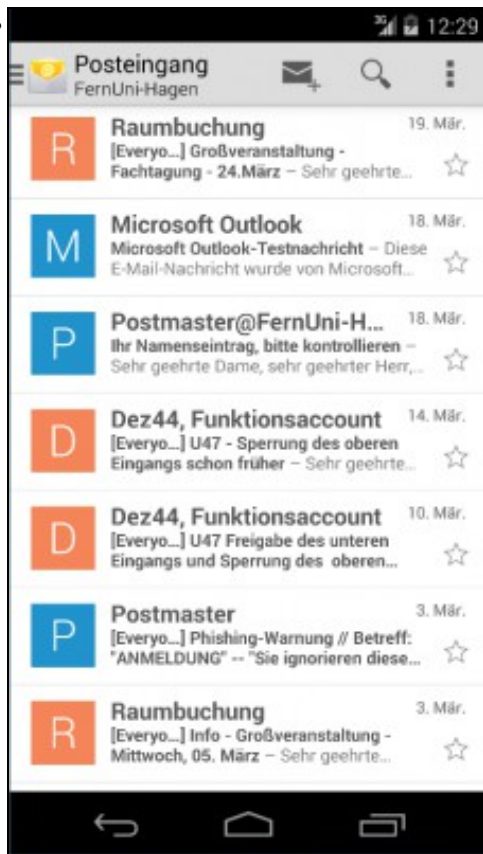 3G 12:29
Posteingang
FernUni-Hagen
R Raumbuchung 19. Mär.
[Everyo...] Großveranstaltung -
Fachtagung - 24.März – Sehr geehrte...
M Microsoft Outlook 18. Mär.
Microsoft Outlook-Testnachricht – Diese
E-Mail-Nachricht wurde von Microsoft...
P Postmaster@FernUni-H... 18. Mär.
Ihr Namenseintrag, bitte kontrollieren –
Sehr geehrte Dame, sehr geehrter Herr,...
D Dez44, Funktionsaccount 14. Mär.
[Everyo...] U47 - Sperrung des oberen
Eingangs schon früher – Sehr geehrte...
D Dez44, Funktionsaccount 10. Mär.
[Everyo...] U47 Freigabe des unteren
Eingangs und Sperrung des oberen...
P Postmaster 3. Mär.
[Everyo...] Phishing-Warnung // Betreff:
"ANMELDUNG" -- "Sie ignorieren diese...
R Raumbuchung 3. Mär.
[Everyo...] Info - Großveranstaltung -
Mittwoch, 05. März – Sehr geehrte...